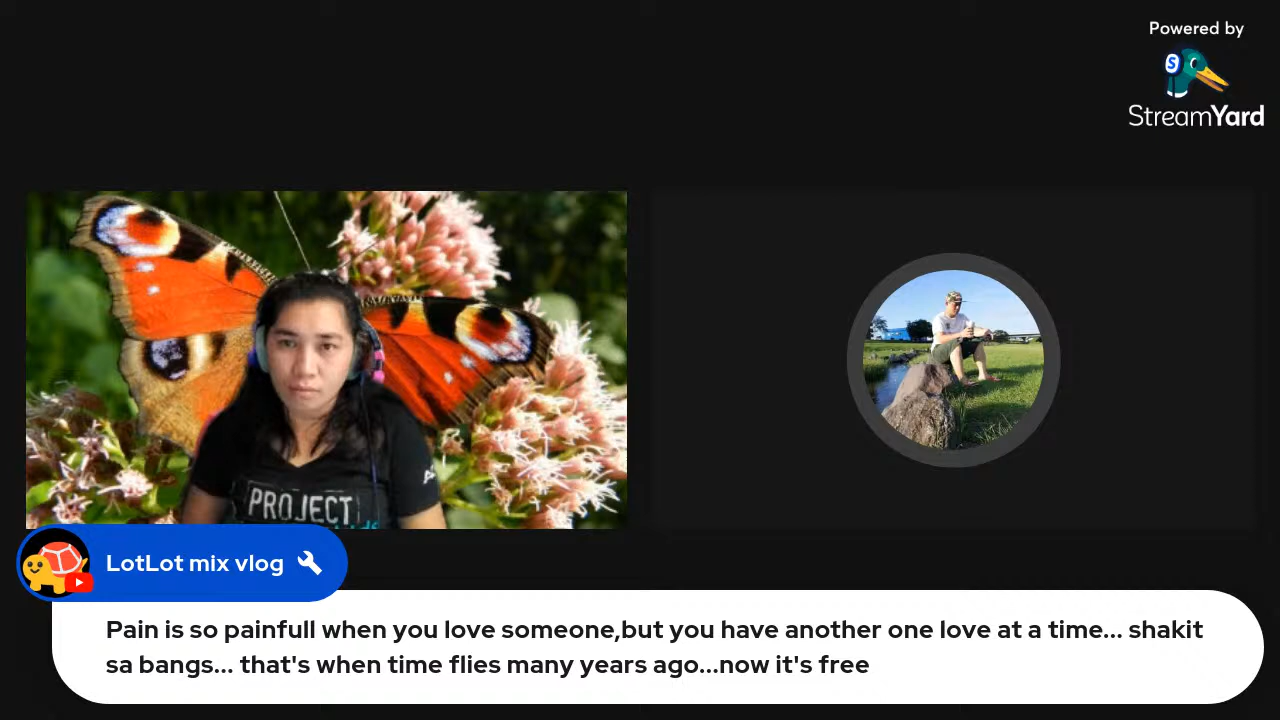 Powered by
S
StreamYard
PROJECT
LotLot mix vlog
Pain is so painfull when you love someone,but you have another one love at a time... shakit
sa bangs... that's when time flies many years ago...now it's free